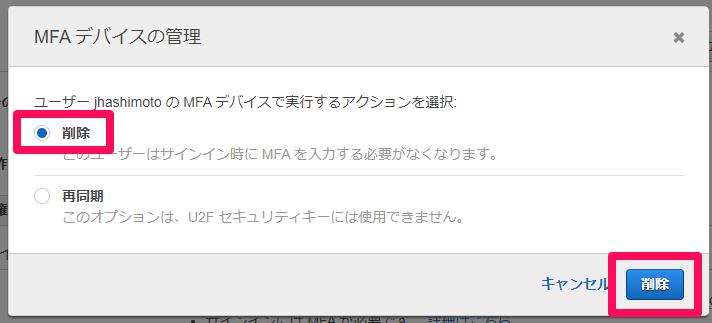 MFA デバイスの管理
ユーザー jhashimoto の MFA デバイスで実行するアクションを選択:
削除
このユーザーはサインイン時に MFA を入力する必要がなくなります。
再同期
このオプションは、U2F セキュリティキーには使用できません。
キャンセル 削除